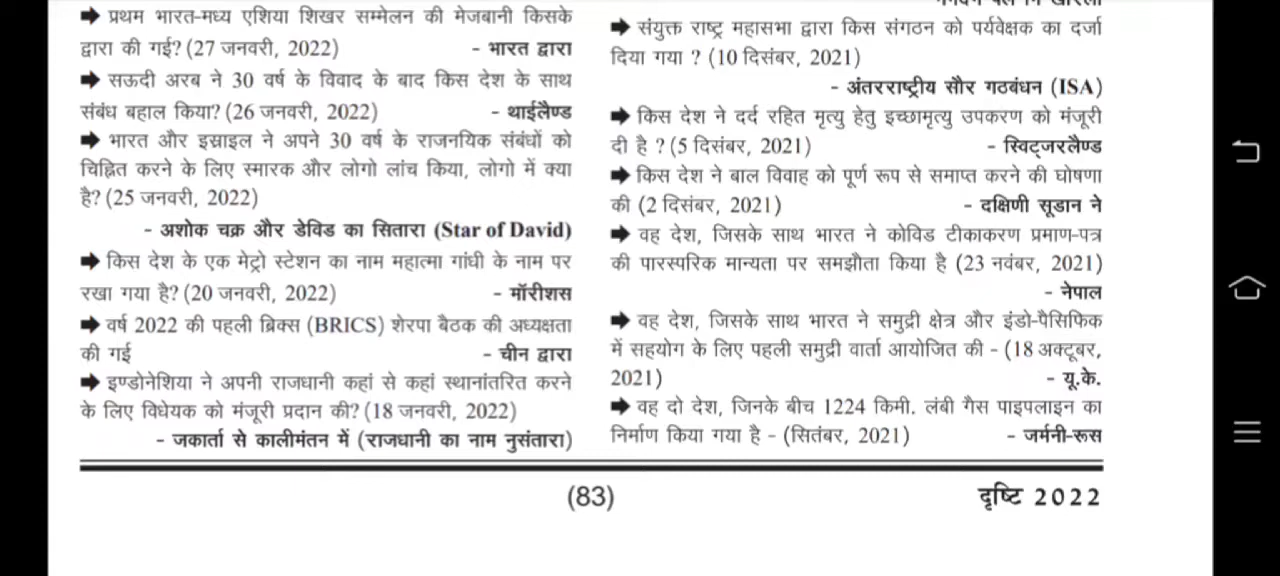 ➡ प्रथम भारत-मध्य एशिया शिखर सम्मेलन की मेजबानी किसके
द्वारा की गई? (27 जनवरी, 2022) - भारत द्वारा
➡ सऊदी अरब ने 30 वर्ष के विवाद के बाद किस देश के साथ
संबंध बहाल किया? (26 जनवरी, 2022) - थाईलैण्ड
➡ भारत और इस्राइल ने अपने 30 वर्ष के राजनयिक संबंधों को
चिह्नित करने के लिए स्मारक और लोगो लांच किया, लोगो में क्या
है? (25 जनवरी, 2022)
- अशोक चक्र और डेविड का सितारा (Star of David)
➡ किस देश के एक मेट्रो स्टेशन का नाम महात्मा गांधी के नाम पर
रखा गया है? (20 जनवरी, 2022) - मॉरीशस
➡ वर्ष 2022 की पहली ब्रिक्स (BRICS) शेरपा बैठक की अध्यक्षता
की गई - चीन द्वारा
➡ इण्डोनेशिया ने अपनी राजधानी कहां से कहां स्थानांतरित करने
के लिए विधेयक को मंजूरी प्रदान की? (18 जनवरी, 2022)
- जकार्ता से कालीमंतन में (राजधानी का नाम नुसंतारा)
➡ संयुक्त राष्ट्र महासभा द्वारा किस संगठन को पर्यवेक्षक का दर्जा
दिया गया ? (10 दिसंबर, 2021)
- अंतरराष्ट्रीय सौर गठबंधन (ISA)
➡ किस देश ने दर्द रहित मृत्यु हेतु इच्छामृत्यु उपकरण को मंजूरी
दी है ? (5 दिसंबर, 2021) - स्विट्जरलैण्ड
➡ किस देश ने बाल विवाह को पूर्ण रूप से समाप्त करने की घोषणा
की (2 दिसंबर, 2021) - दक्षिणी सूडान ने
➡ वह देश, जिसके साथ भारत ने कोविड टीकाकरण प्रमाण-पत्र
की पारस्परिक मान्यता पर समझौता किया है (23 नवंबर, 2021)
- नेपाल
➡ वह देश, जिसके साथ भारत ने समुद्री क्षेत्र और इंडो-पैसिफिक
में सहयोग के लिए पहली समुद्री वार्ता आयोजित की - (18 अक्टूबर,
2021) - यू.के.
➡ वह दो देश, जिनके बीच 1224 किमी. लंबी गैस पाइपलाइन का
निर्माण किया गया है - (सितंबर, 2021) - जर्मनी-रूस
(83)
दृष्टि 2022